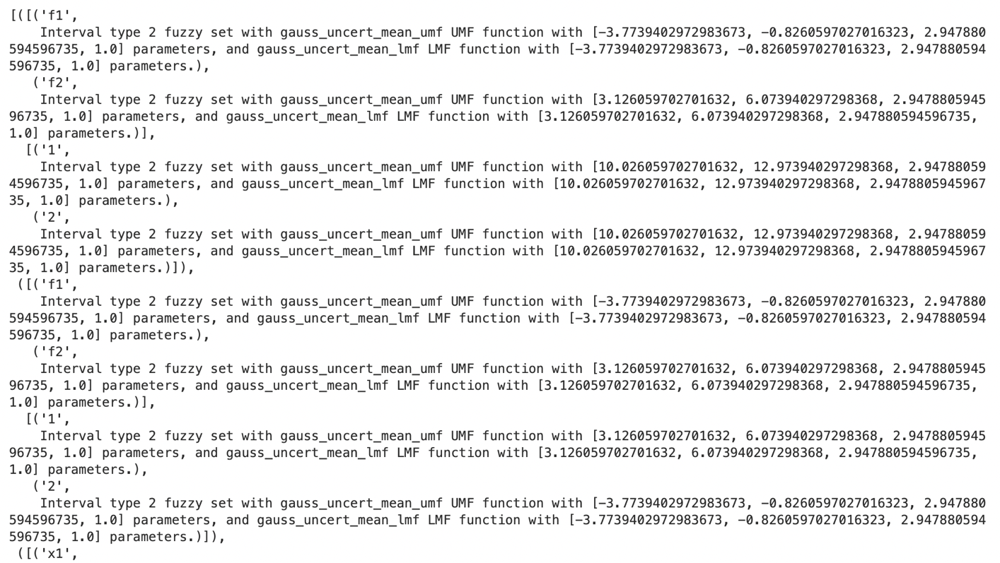 [([('f1',
Interval type 2 fuzzy set with gauss_uncert_mean_umf UMF function with [-3.7739402972983673, -0.8260597027016323, 2.947880
594596735, 1.0] parameters, and gauss_uncert_mean_lmf LMF function with [-3.7739402972983673, -0.8260597027016323, 2.947880594
596735, 1.0] parameters.),
('f2',
Interval type 2 fuzzy set with gauss_uncert_mean_umf UMF function with [3.126059702701632, 6.073940297298368, 2.9478805945
96735, 1.0] parameters, and gauss_uncert_mean_lmf LMF function with [3.126059702701632, 6.073940297298368, 2.947880594596735,
1.0] parameters.)],
[('1',
Interval type 2 fuzzy set with gauss_uncert_mean_umf UMF function with [10.026059702701632, 12.973940297298368, 2.94788059
4596735, 1.0] parameters, and gauss_uncert_mean_lmf LMF function with [10.026059702701632, 12.973940297298368, 2.9478805945967
35, 1.0] parameters.),
('2',
Interval type 2 fuzzy set with gauss_uncert_mean_umf UMF function with [10.026059702701632, 12.973940297298368, 2.94788059
4596735, 1.0] parameters, and gauss_uncert_mean_lmf LMF function with [10.026059702701632, 12.973940297298368, 2.9478805945967
35, 1.0] parameters.)]),
([('f1',
Interval type 2 fuzzy set with gauss_uncert_mean_umf UMF function with [-3.7739402972983673, -0.8260597027016323, 2.947880
594596735, 1.0] parameters, and gauss_uncert_mean_lmf LMF function with [-3.7739402972983673, -0.8260597027016323, 2.947880594
596735, 1.0] parameters.),
('f2',
Interval type 2 fuzzy set with gauss_uncert_mean_umf UMF function with [3.126059702701632, 6.073940297298368, 2.9478805945
96735, 1.0] parameters, and gauss_uncert_mean_lmf LMF function with [3.126059702701632, 6.073940297298368, 2.947880594596735,
1.0] parameters.)],
[('1',
Interval type 2 fuzzy set with gauss_uncert_mean_umf UMF function with [3.126059702701632, 6.073940297298368, 2.9478805945
96735, 1.0] parameters, and gauss_uncert_mean_lmf LMF function with [3.126059702701632, 6.073940297298368, 2.947880594596735,
1.0] parameters.),
('2',
Interval type 2 fuzzy set with gauss_uncert_mean_umf UMF function with [-3.7739402972983673, -0.8260597027016323, 2.947880
594596735, 1.0] parameters, and gauss_uncert_mean_lmf LMF function with [-3.7739402972983673, -0.8260597027016323, 2.947880594
596735, 1.0] parameters.)]),
([('x1',